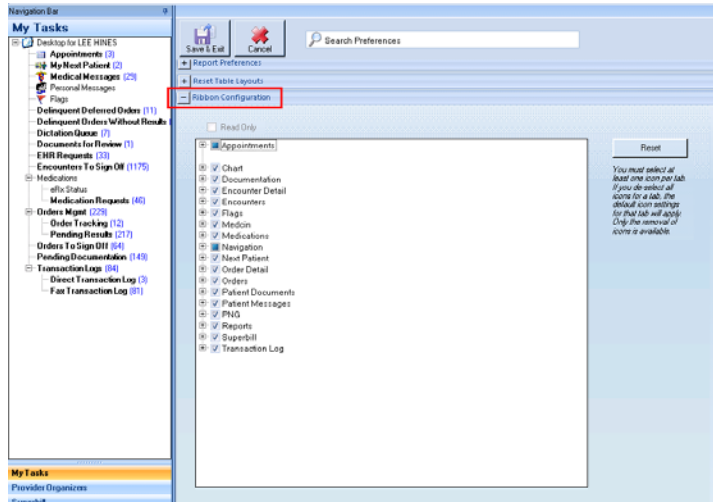 Navigation Bar
My Tasks
Desktop for LEE HINES
Appointments (3)
My Next Patient (2)
Medical Messages (29)
Personal Messages
Flags
Delinquent Deferred Orders (11)
Delinquent Orders Without Results (
Dictation Queue (7)
Documents for Review (1)
EHR Requests (33)
Encounters To Sign Off (1175)
Medications
eRx Status
Medication Requests (46)
Orders Mgmt (229)
Order Tracking (12)
Pending Results (217)
Orders To Sign Off (64)
Pending Documentation (149)
Transaction Logs (84)
Direct Transaction Log (3)
Fax Transaction Log (81)
My Tasks
Provider Organizers
Superbill
Save & Exit
Cancel
Search Preferences
Report Preferences
Reset Table Layouts
Ribbon Configuration
Read Only
Appointments
Chart
Documentation
Encounter Detail
Encounters
Flags
Medcin
Medications
Navigation
Next Patient
Order Detail
Orders
Patient Documents
Patient Messages
PNG
Reports
Superbill
Transaction Log
Reset
You must select at
least one icon per tab.
If you de-select all
icons for a tab, the
default icon settings
for that tab will apply.
Only the removal of
icons is available.